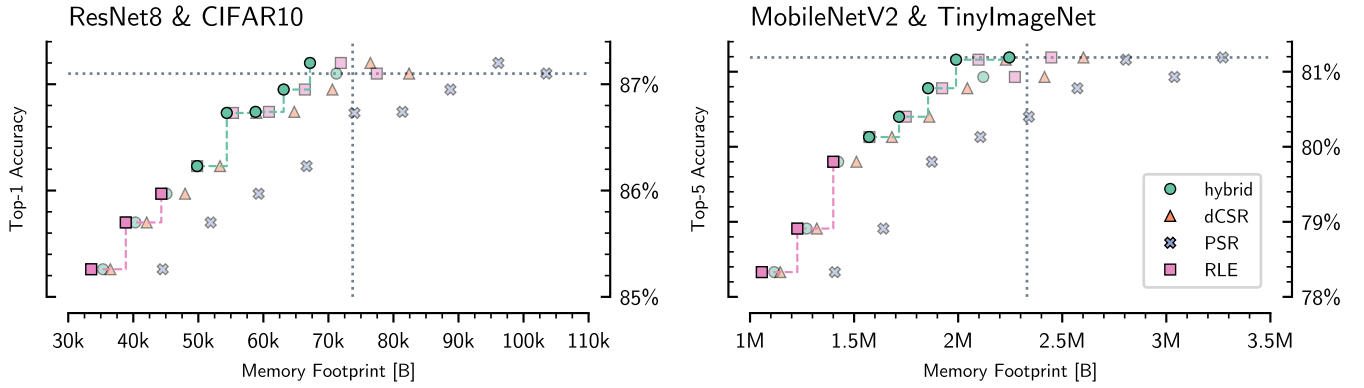 ResNet8 & CIFAR10
Top-1 Accuracy
87%
86%
85%
30k 40k 50k 60k 70k 80k 90k 100k 110k
Memory Footprint [B]
MobileNetV2 & TinyImageNet
Top-5 Accuracy
81%
80%
79%
78%
hybrid
dCSR
PSR
RLE
1M 1.5M 2M 2.5M 3M 3.5M
Memory Footprint [B]